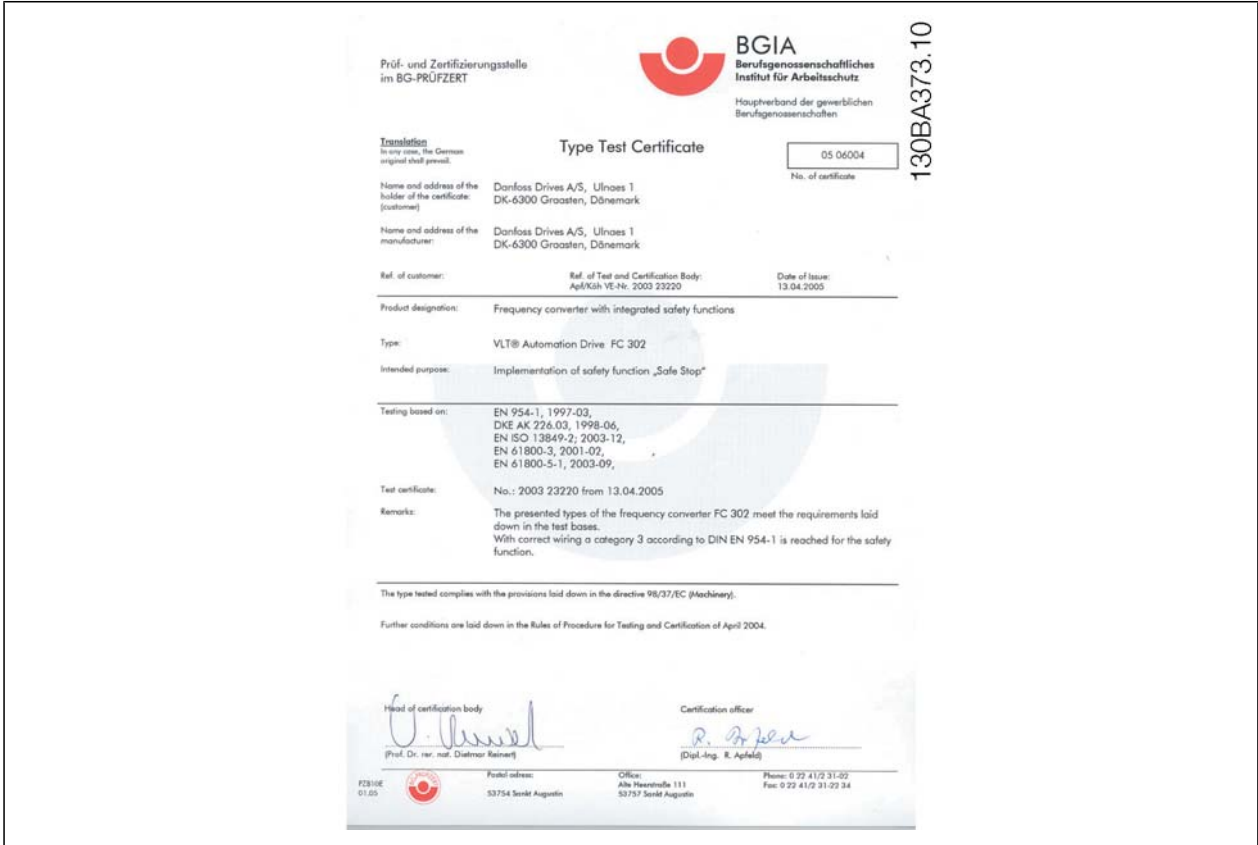 Prüf- und Zertifizierungsstelle
im BG-PRÜFZERT
BGIA
Berufsgenossenschaftliches
Institut für Arbeitsschutz
Hauptverband der gewerblichen
Berufsgenossenschaften
130BA373.10
Translation
In any case, the German
original shall prevail.
Type Test Certificate
05 06004
No. of certificate
Name and address of the
holder of the certificate:
(customer)
Danfoss Drives A/S, Ulnaes 1
DK-6300 Graasten, Dänemark
Name and address of the
manufacturer:
Danfoss Drives A/S, Ulnaes 1
DK-6300 Graasten, Dänemark
Ref. of customer:
Ref. of Test and Certification Body:
Apf/Köh VE-Nr. 2003 23220
Date of Issue:
13.04.2005
Product designation:
Frequency converter with integrated safety functions
Type:
VLT® Automation Drive FC 302
Intended purpose:
Implementation of safety function „Safe Stop“
Testing based on:
EN 954-1, 1997-03,
DKE AK 226.03, 1998-06,
EN ISO 13849-2; 2003-12,
EN 61800-3, 2001-02,
EN 61800-5-1, 2003-09,
Test certificate:
No.: 2003 23220 from 13.04.2005
Remarks:
The presented types of the frequency converter FC 302 meet the requirements laid
down in the test bases.
With correct wiring a category 3 according to DIN EN 954-1 is reached for the safety
function.
The type tested complies with the provisions laid down in the directive 98/37/EC (Machinery).
Further conditions are laid down in the Rules of Procedure for Testing and Certification of April 2004.
Head of certification body
(Prof. Dr. rer. nat. Dietmar Reinert)
Certification officer
R. Apfeld
(Dipl.-Ing. R. Apfeld)
PZB10E
01.05
BG-PRÜFZERT
Postal adress:
53754 Sankt Augustin
Office:
Alte Heerstraße 111
53757 Sankt Augustin
Phone: 0 22 41/2 31-02
Fax: 0 22 41/2 31-22 34